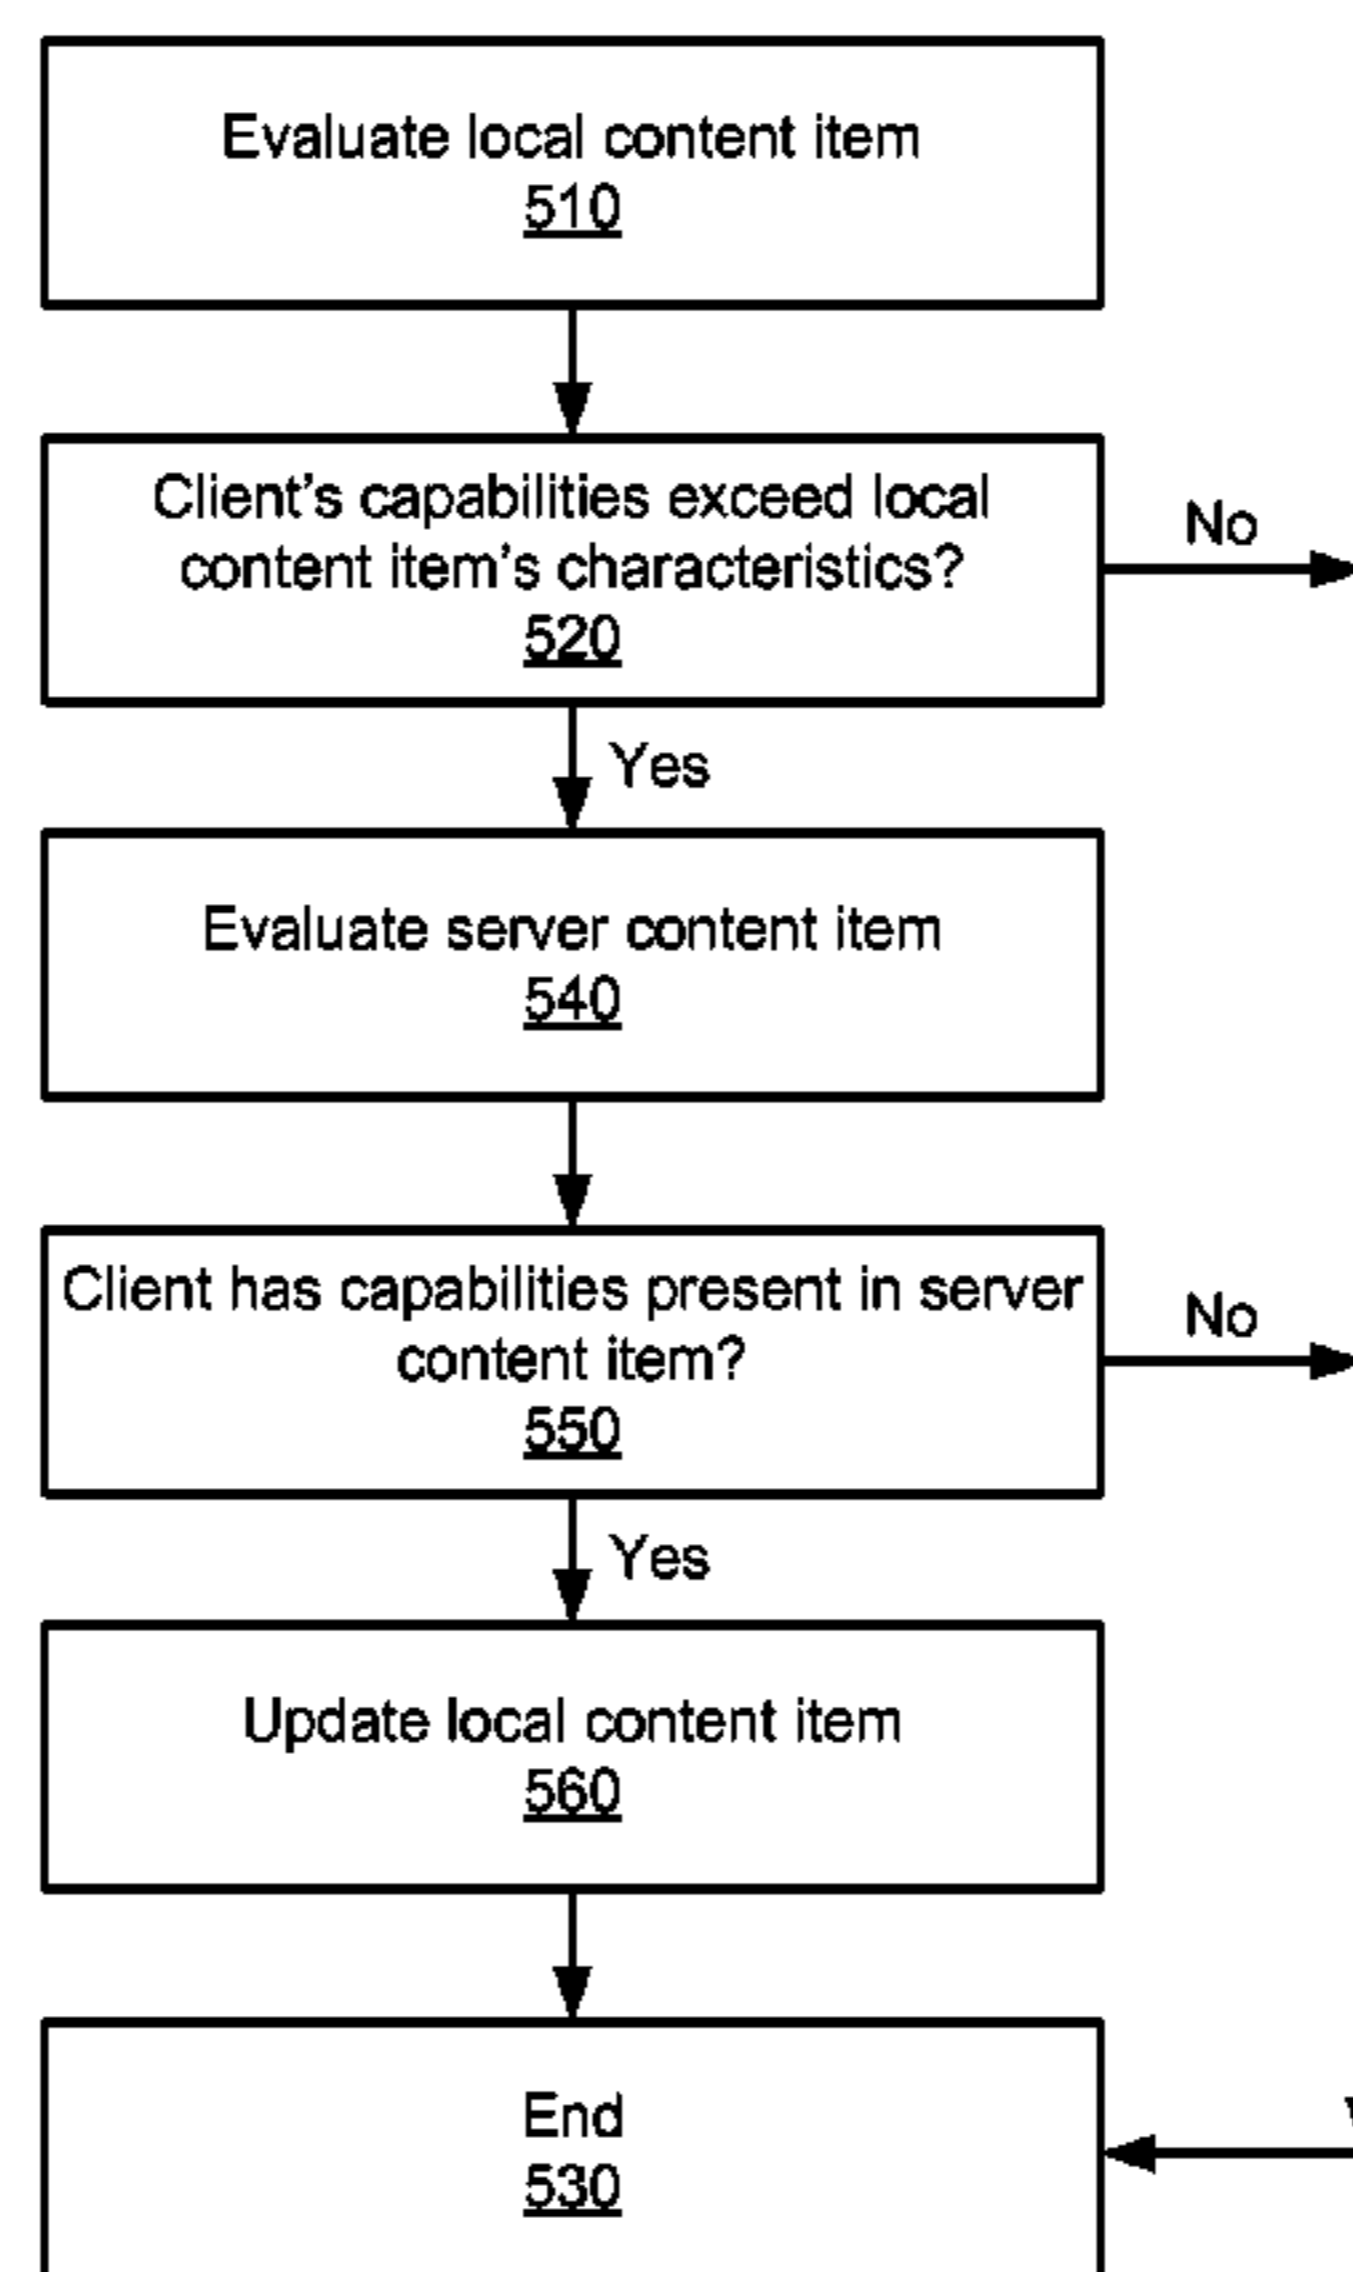 Evaluate local content item
510
Client's capabilities exceed local
content item's characteristics?
520
No
Yes
Evaluate server content item
540
Client has capabilities present in server
content item?
550
No
Yes
Update local content item
560
End
530